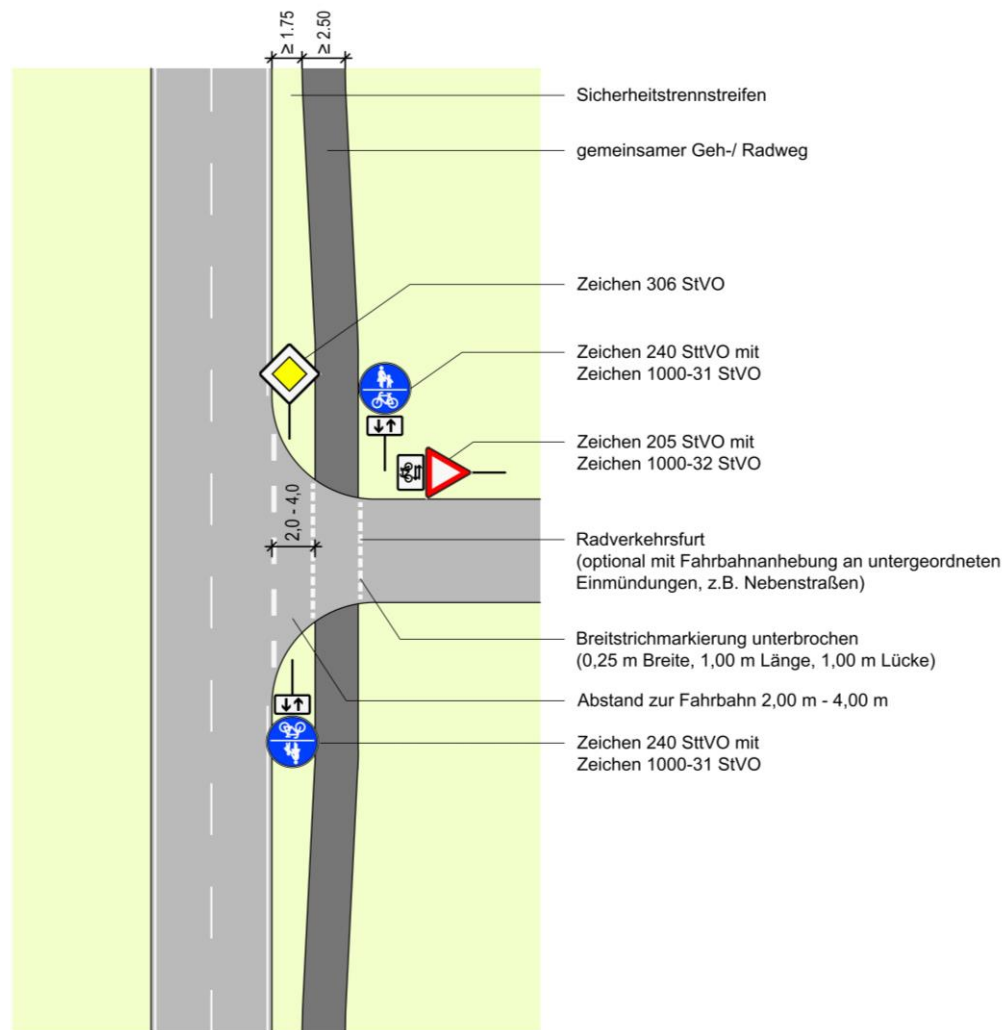 ≥ 1.75
≥ 2.50
Sicherheitstrennstreifen
gemeinsamer Geh-/ Radweg
Zeichen 306 StVO
Zeichen 240 SttVO mit
Zeichen 1000-31 StVO
Zeichen 205 StVO mit
Zeichen 1000-32 StVO
2,0 - 4,0
Radverkehrsfurt
(optional mit Fahrbahnanhebung an untergeordneten
Einmündungen, z.B. Nebenstraßen)
Breitstrichmarkierung unterbrochen
(0,25 m Breite, 1,00 m Länge, 1,00 m Lücke)
Abstand zur Fahrbahn 2,00 m - 4,00 m
Zeichen 240 SttVO mit
Zeichen 1000-31 StVO